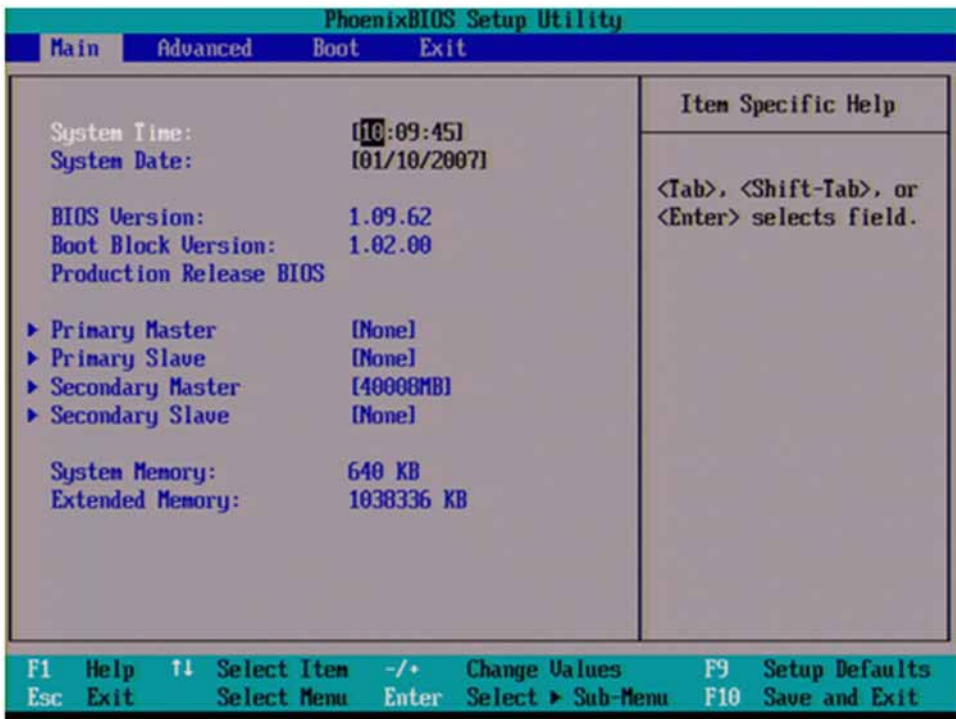 PhoenixBIOS Setup Utility
Main Advanced Boot Exit
Item Specific Help
System Time: [10:09:45]
System Date: [01/10/2007]
<Tab>, <Shift-Tab>, or
<Enter> selects field.
BIOS Version: 1.09.62
Boot Block Version: 1.02.00
Production Release BIOS
Primary Master [None]
Primary Slave [None]
Secondary Master [40008MB]
Secondary Slave [None]
System Memory: 640 KB
Extended Memory: 1038336 KB
F1 Help ↑↓ Select Item -/+ Change Values F9 Setup Defaults
Esc Exit Select Menu Enter Select ▶ Sub-Menu F10 Save and Exit